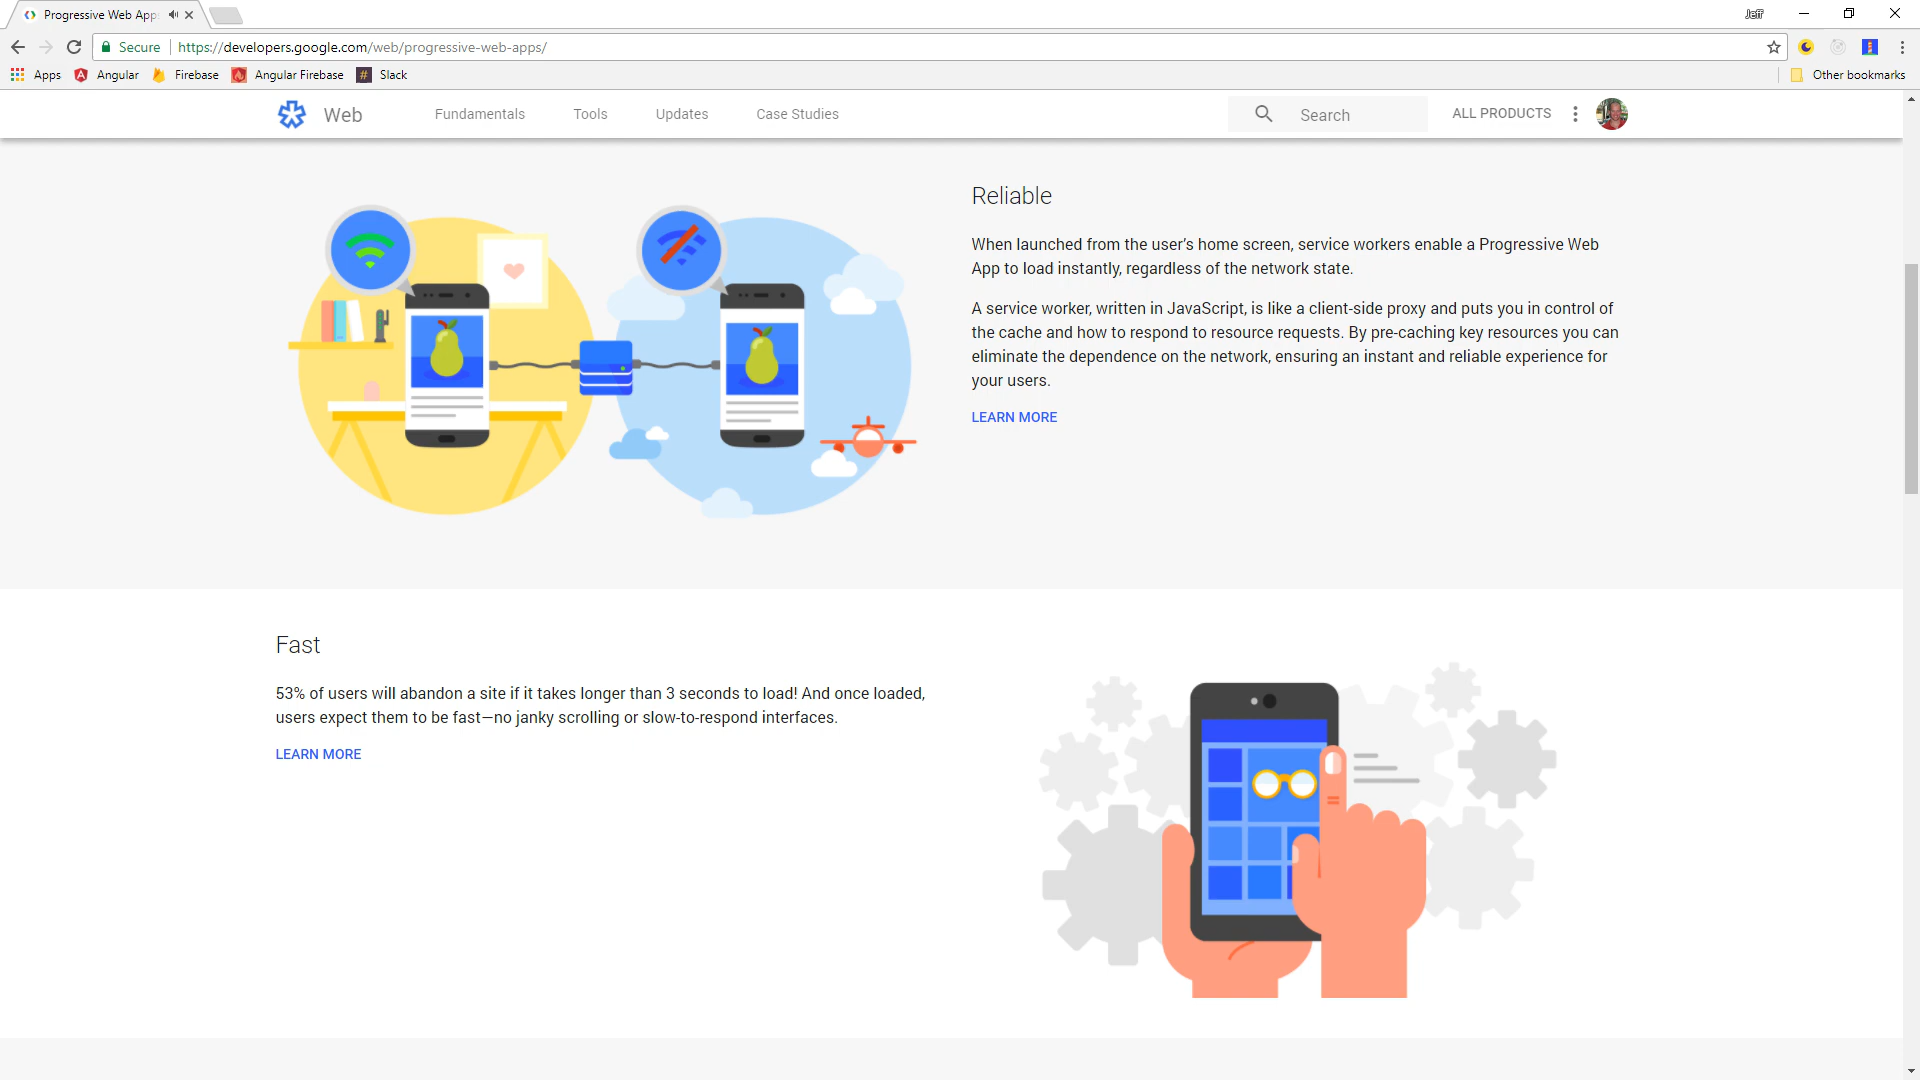 Progressive Web App
Jeff
Secure
https://developers.google.com/web/progressive-web-apps/
Apps
Angular
Firebase
Angular Firebase
Slack
Other bookmarks
Web
Fundamentals
Tools
Updates
Case Studies
Search
ALL PRODUCTS
Reliable
When launched from the user’s home screen, service workers enable a Progressive Web
App to load instantly, regardless of the network state.
A service worker, written in JavaScript, is like a client-side proxy and puts you in control of
the cache and how to respond to resource requests. By pre-caching key resources you can
eliminate the dependence on the network, ensuring an instant and reliable experience for
your users.
LEARN MORE
Fast
53% of users will abandon a site if it takes longer than 3 seconds to load! And once loaded,
users expect them to be fast—no janky scrolling or slow-to-respond interfaces.
LEARN MORE